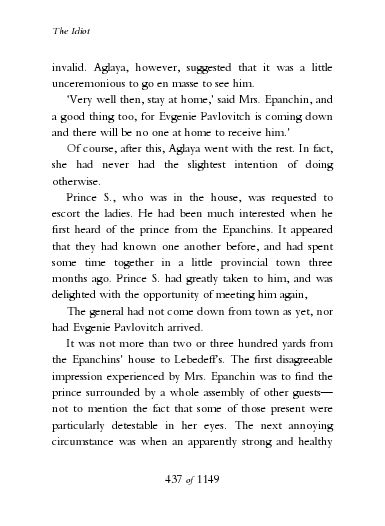 The Idiot
invalid. Aglaya, however, suggested that it was a little
unceremonious to go en masse to see him.
'Very well then, stay at home,' said Mrs. Epanchin, and
a good thing too, for Evgenie Pavlovitch is coming down
and there will be no one at home to receive him.'
Of course, after this, Aglaya went with the rest. In fact,
she had never had the slightest intention of doing
otherwise.
Prince S., who was in the house, was requested to
escort the ladies. He had been much interested when he
first heard of the prince from the Epanchins. It appeared
that they had known one another before, and had spent
some time together in a little provincial town three
months ago. Prince S. had greatly taken to him, and was
delighted with the opportunity of meeting him again,
The general had not come down from town as yet, nor
had Evgenie Pavlovitch arrived.
It was not more than two or three hundred yards from
the Epanchins' house to Lebedeff's. The first disagreeable
impression experienced by Mrs. Epanchin was to find the
prince surrounded by a whole assembly of other guests—
not to mention the fact that some of those present were
particularly detestable in her eyes. The next annoying
circumstance was when an apparently strong and healthy
437 of 1149